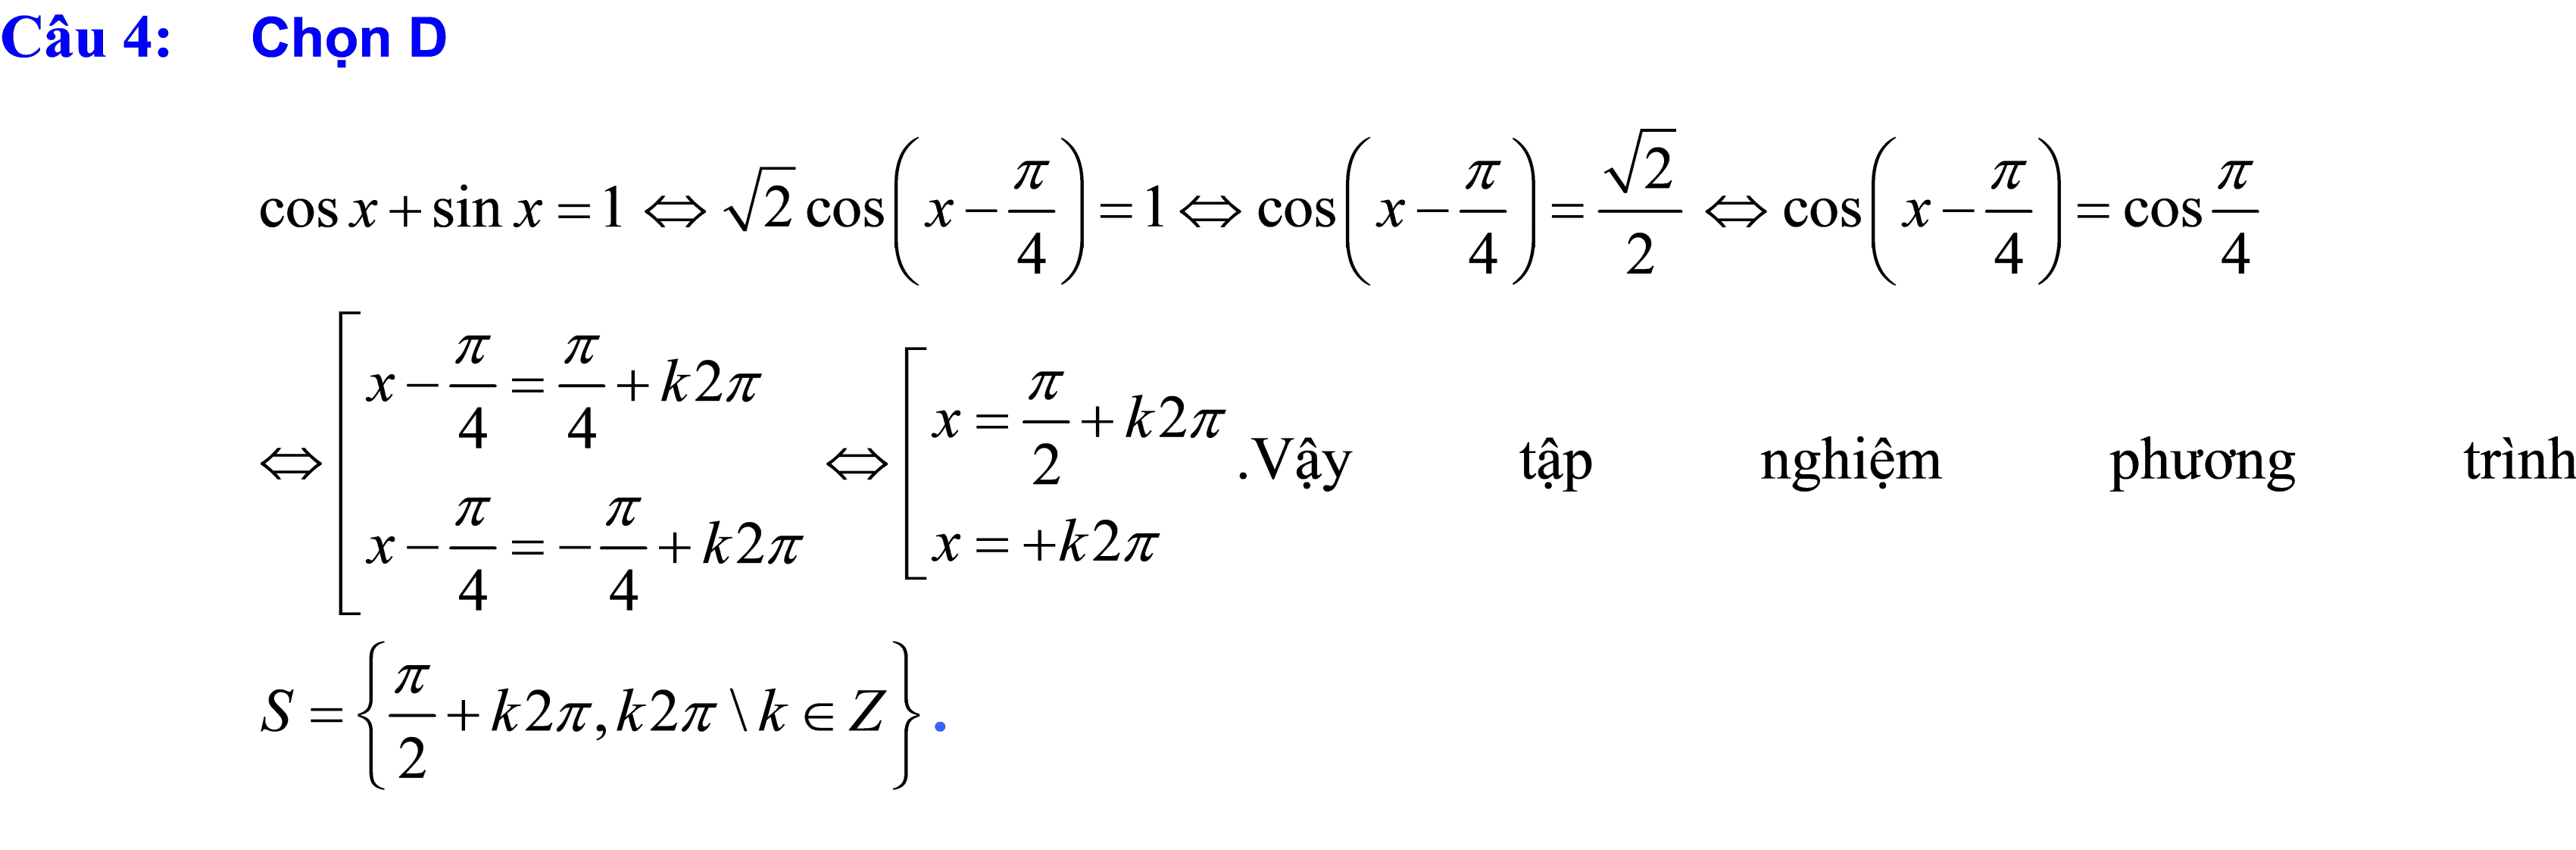 Câu 4: Chọn D
cos x + sin x = 1 ⇔ √2 cos(x − π/4) = 1 ⇔ cos(x − π/4) = √2/2 ⇔ cos(x − π/4) = cos π/4
⇔ [ x − π/4 = π/4 + k2π ; x − π/4 = −π/4 + k2π ⇔ [ x = π/2 + k2π ; x = +k2π .Vậy tập nghiệm phương trình
S = {π/2 + k2π, k2π \ k ∈ Z}.